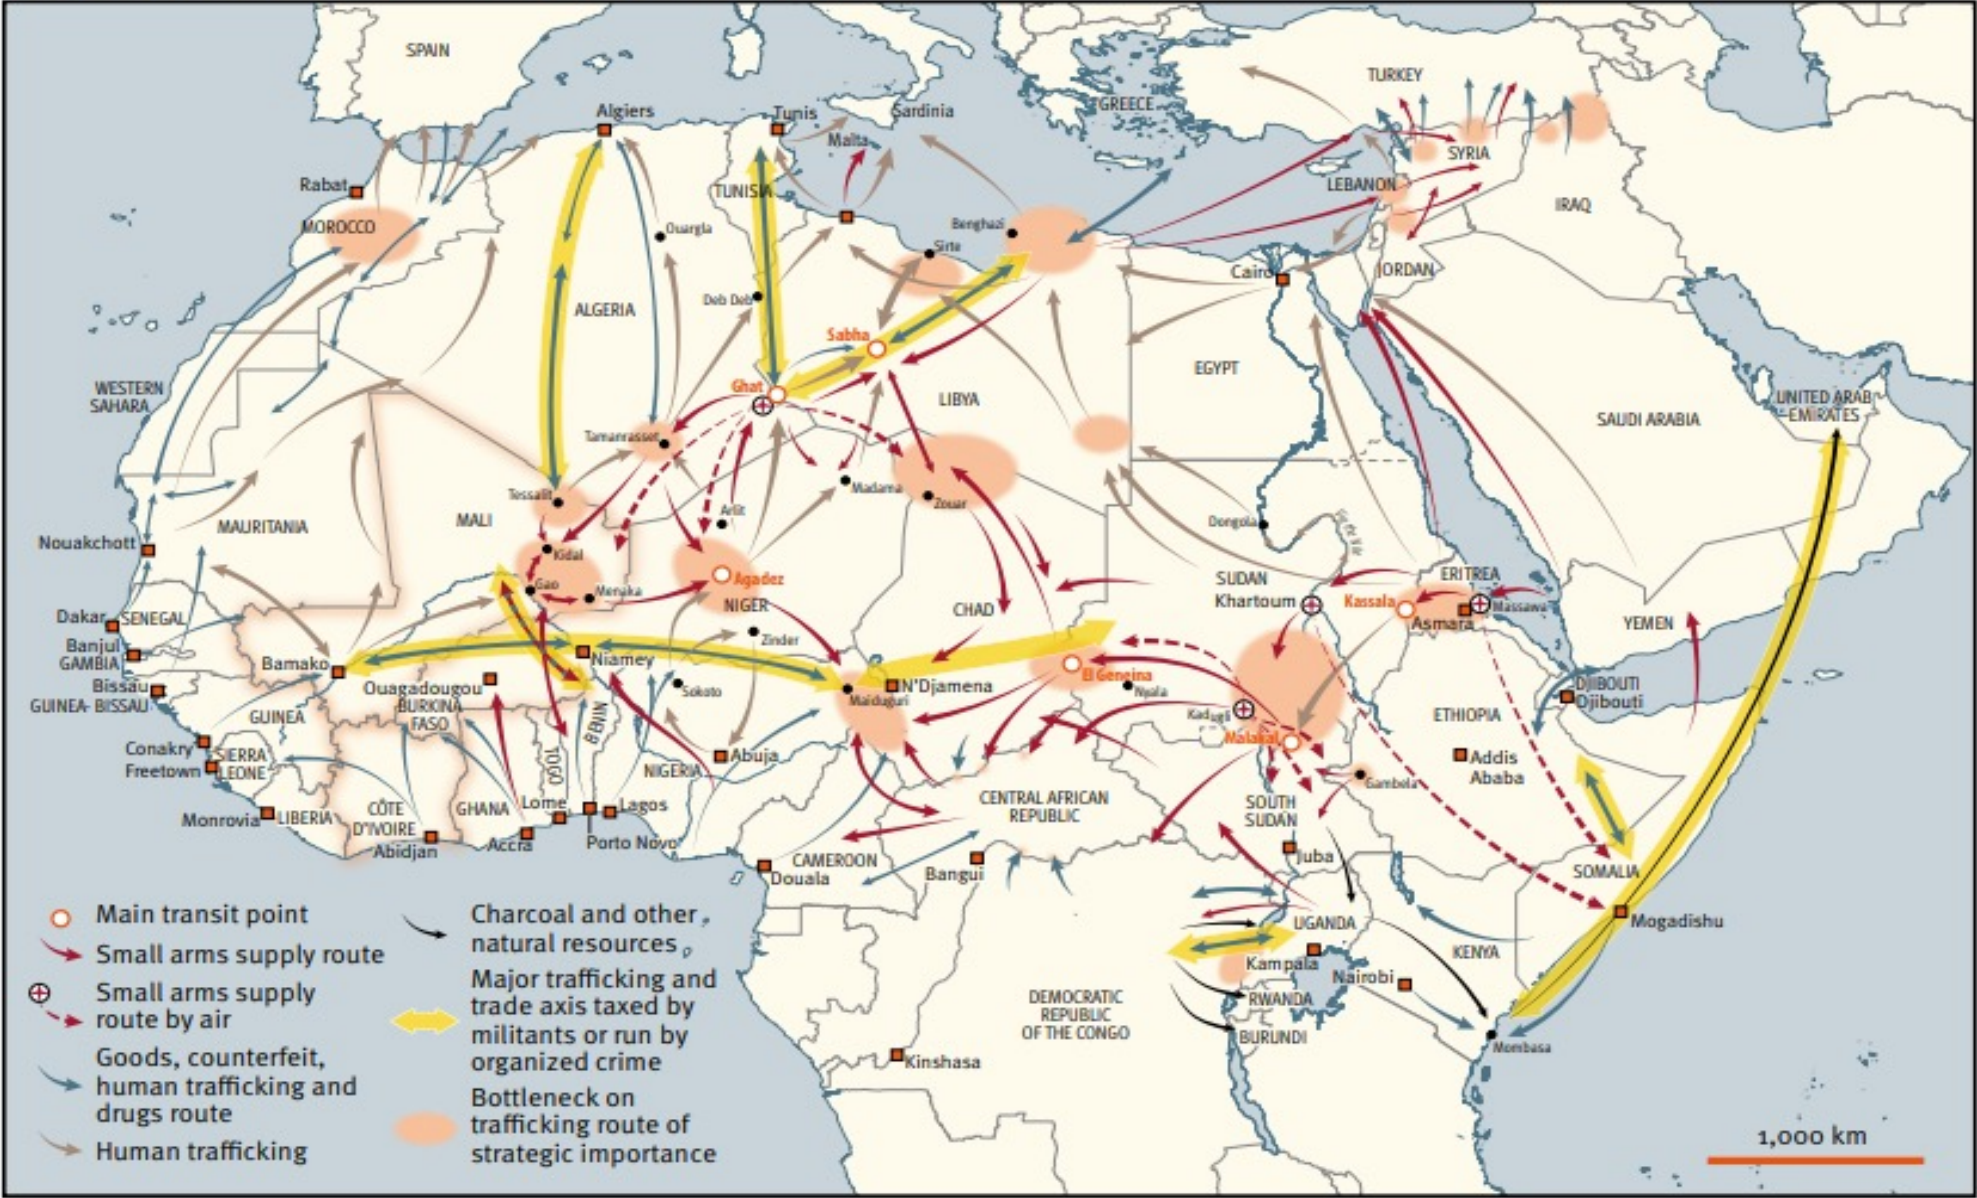 SPAIN
TURKEY
GREECE
Algiers
Tunis
Sardinia
Malta
SYRIA
LEBANON
IRAQ
Rabat
MOROCCO
TUNISIA
Ouargla
Benghazi
Sirte
Cairo
JORDAN
ALGERIA
Deb Deb
Sabha
EGYPT
WESTERN
SAHARA
Ghat
LIBYA
UNITED ARAB
EMIRATES
SAUDI ARABIA
Tamanrasset
Tessalit
Madama
Zouar
MAURITANIA
MALI
Arlit
Dongola
Nouakchott
Kidal
Agadez
SUDAN
Khartoum
ERITREA
Gao
Menaka
NIGER
CHAD
Kassala
Massawa
Asmara
YEMEN
Dakar
SENEGAL
Banjul
GAMBIA
Zinder
Bamako
Niamey
Bissau
GUINEA- BISSAU
Ouagadougou
BURKINA
FASO
Sokoto
Maiduguri
N'Djamena
El Geneina
Nyala
DJIBOUTI
Djibouti
GUINEA
BENIN
Kadugli
ETHIOPIA
Conakry
Freetown
SIERRA
LEONE
TOGO
NIGERIA
Abuja
Malakal
Addis
Ababa
Gambela
Monrovia
LIBERIA
CÔTE
D'IVOIRE
Abidjan
GHANA
Accra
Lome
Lagos
Porto Novo
CENTRAL AFRICAN
REPUBLIC
SOUTH
SUDAN
CAMEROON
Douala
Bangui
Juba
SOMALIA
Mogadishu
UGANDA
Kampala
KENYA
Nairobi
RWANDA
BURUNDI
DEMOCRATIC
REPUBLIC
OF THE CONGO
Kinshasa
Mombasa
Main transit point
Small arms supply route
Small arms supply
route by air
Goods, counterfeit,
human trafficking and
drugs route
Human trafficking
Charcoal and other
natural resources
Major trafficking and
trade axis taxed by
militants or run by
organized crime
Bottleneck on
trafficking route of
strategic importance
1,000 km